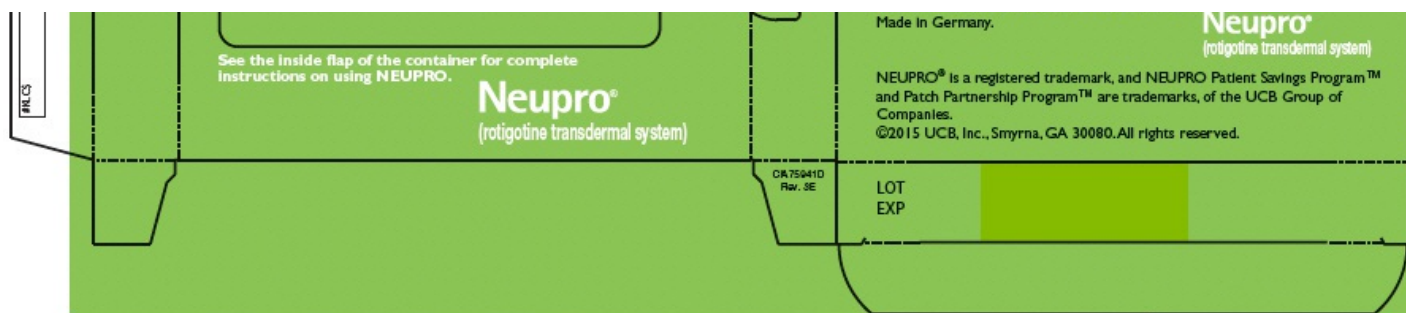 #NLCS
See the inside flap of the container for complete
instructions on using NEUPRO.
Neupro®
(rotigotine transdermal system)
CIA75941D
Rev. 3E
Made in Germany.
Neupro®
(rotigotine transdermal system)
NEUPRO® is a registered trademark, and NEUPRO Patient Savings Program™
and Patch Partnership Program™ are trademarks, of the UCB Group of
Companies.
©2015 UCB, Inc., Smyrna, GA 30080. All rights reserved.
LOT
EXP